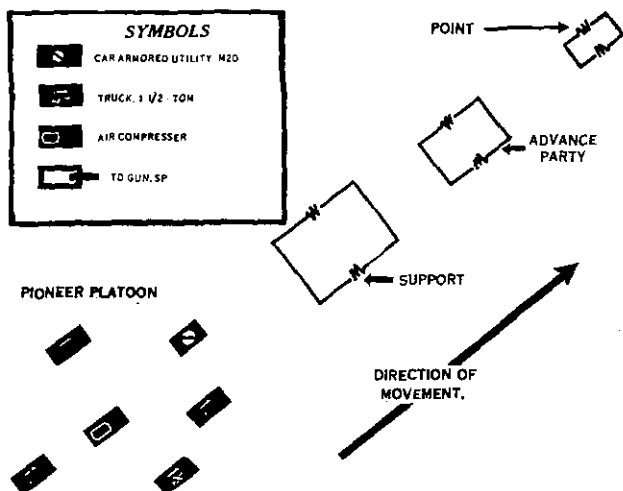 SYMBOLS
CAR ARMORED UTILITY M20
TRUCK, 1 1/2 - TON
AIR COMPRESSER
TD GUN, SP
POINT
ADVANCE
PARTY
SUPPORT
PIONEER PLATOON
DIRECTION OF
MOVEMENT.